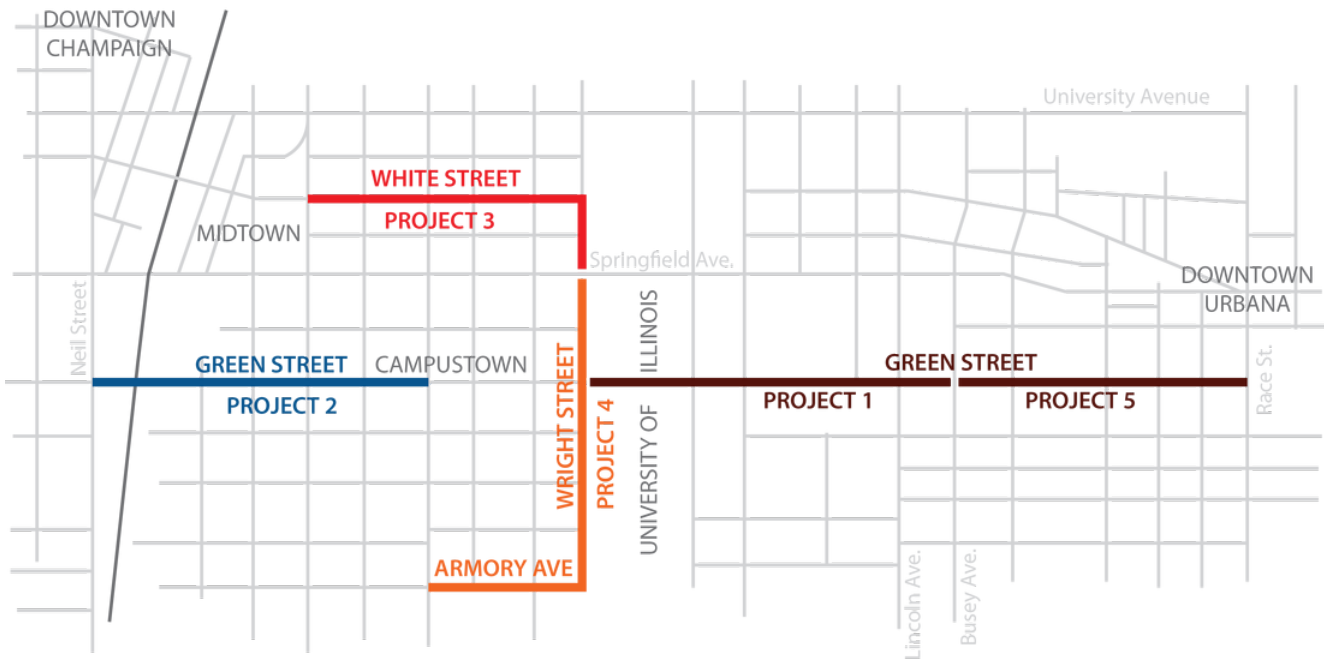 DOWNTOWN
CHAMPAIGN
University Avenue
WHITE STREET
PROJECT 3
MIDTOWN
Springfield Ave.
DOWNTOWN
URBANA
Neil Street
GREEN STREET
PROJECT 2
CAMPUSTOWN
WRIGHT STREET
PROJECT 4
UNIVERSITY OF ILLINOIS
GREEN STREET
PROJECT 1
PROJECT 5
Race St.
ARMORY AVE
Lincoln Ave.
Busey Ave.